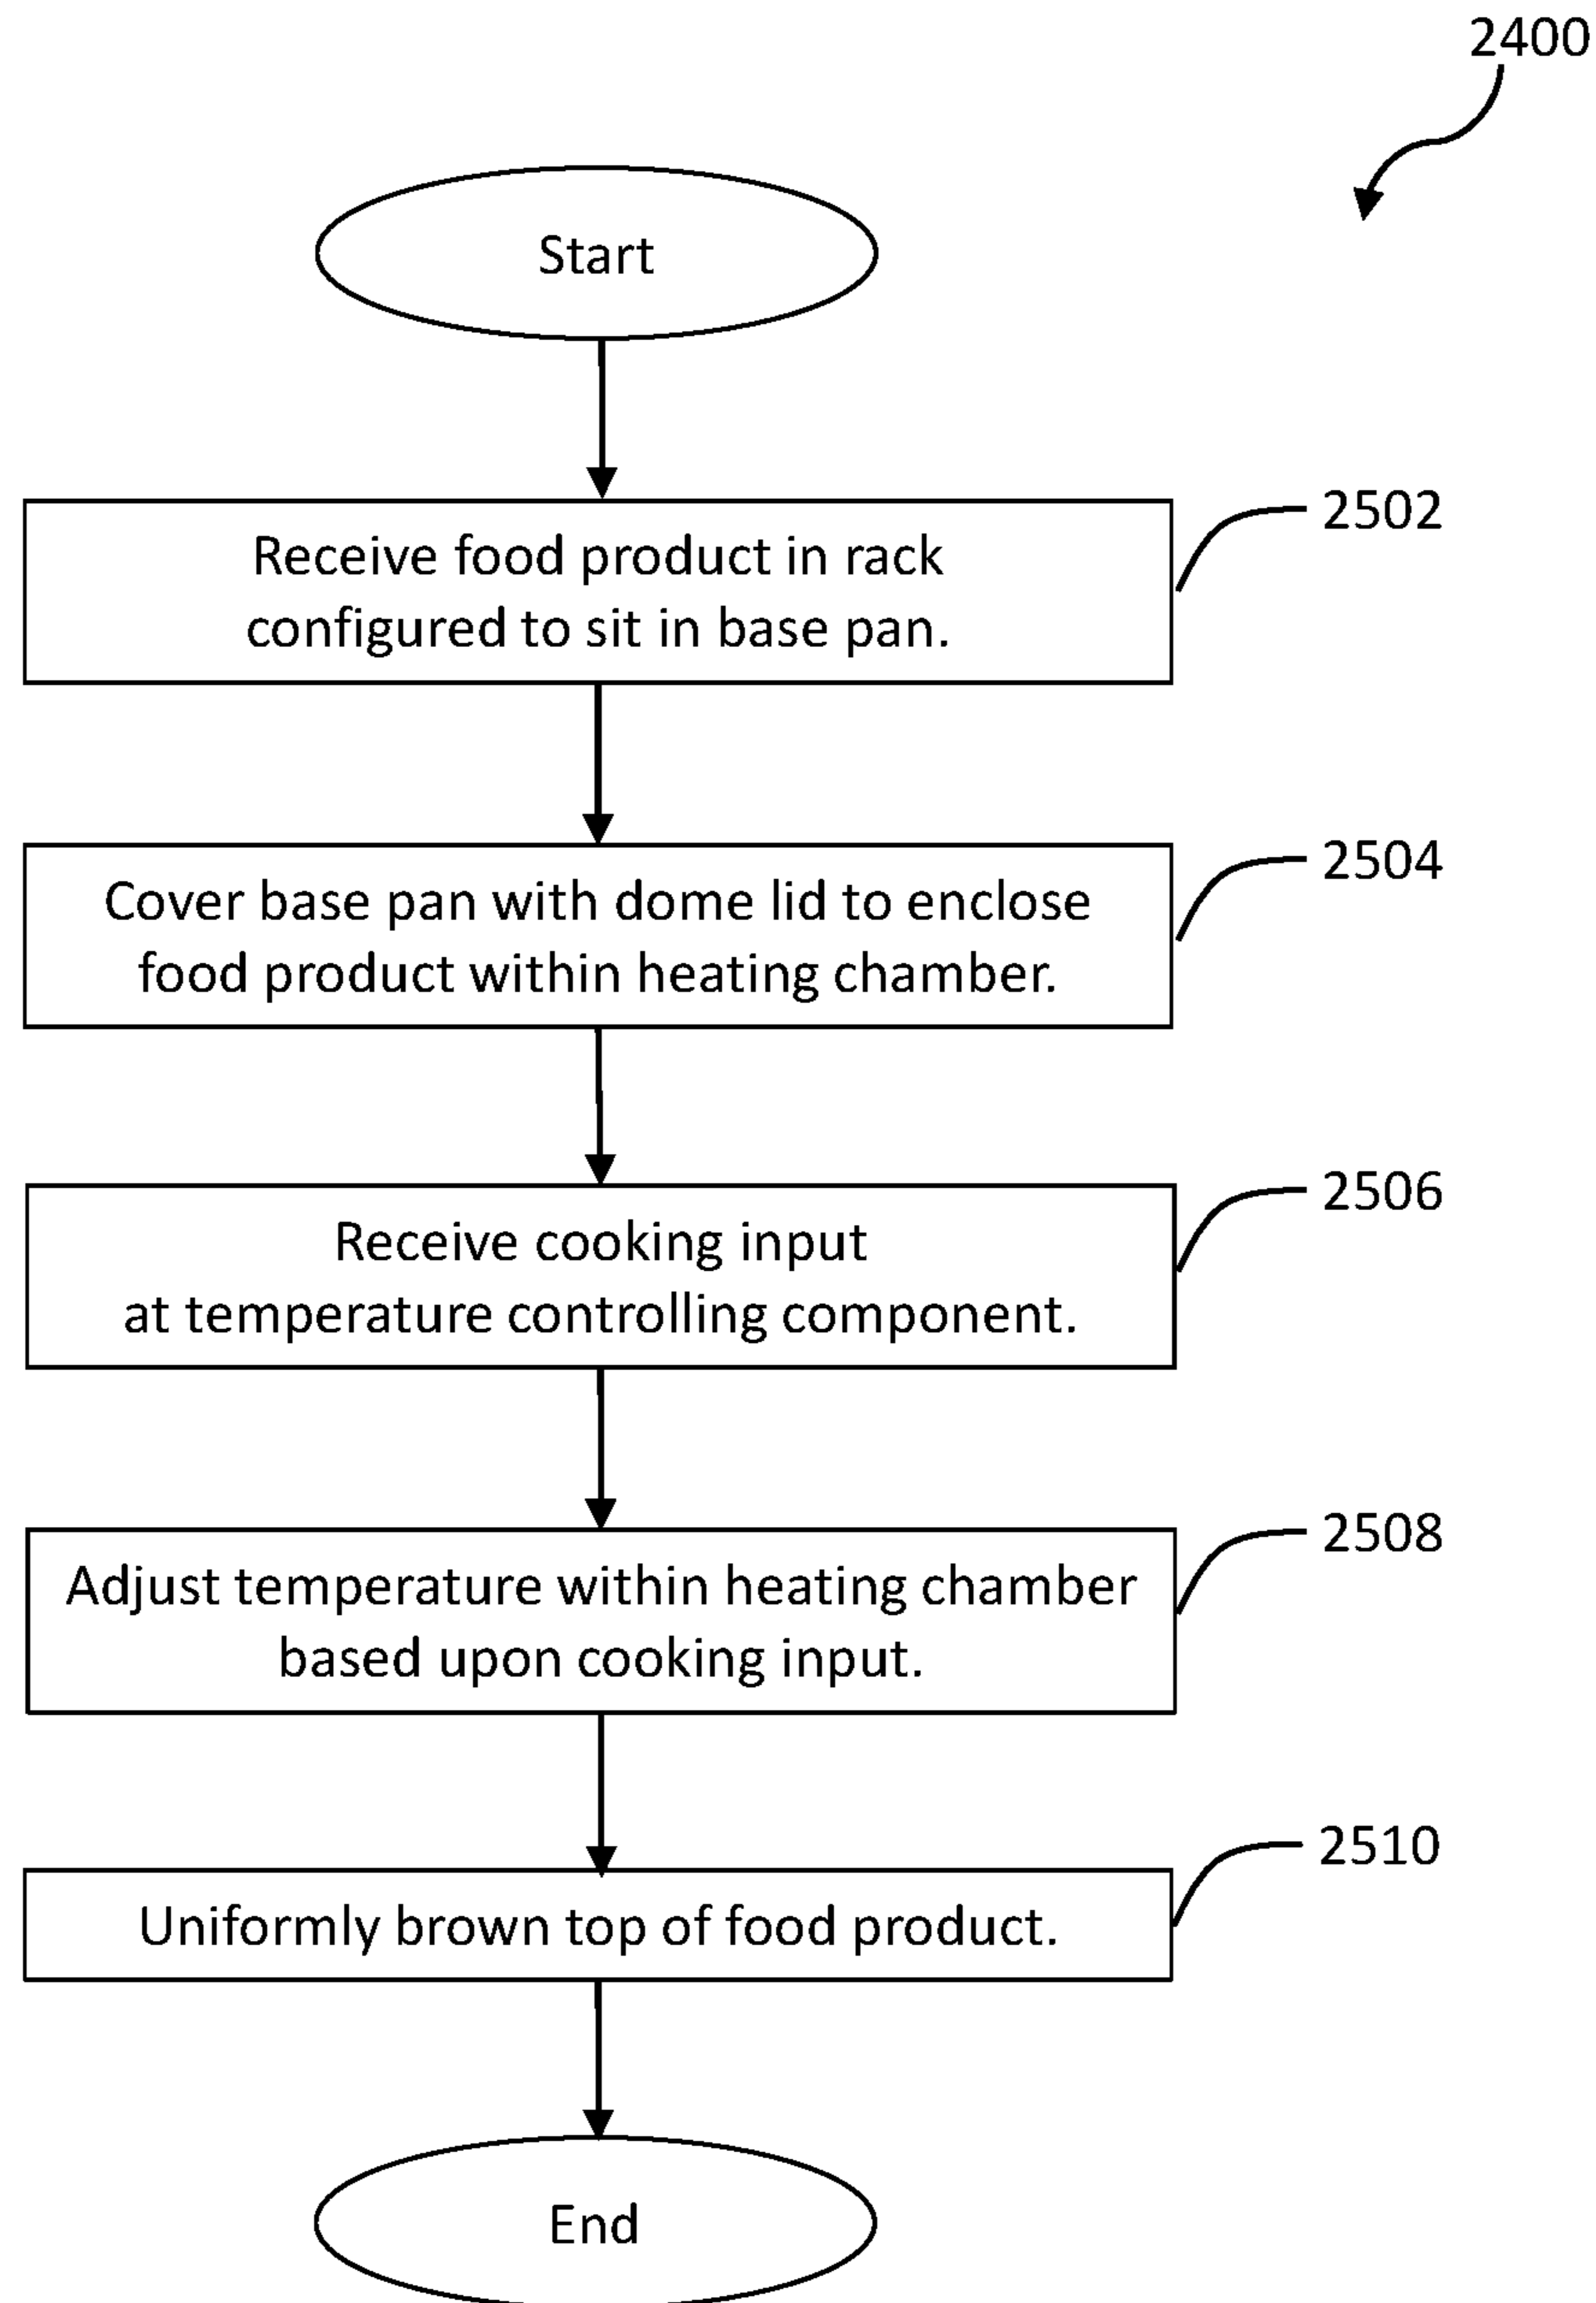 2400
Start
Receive food product in rack
configured to sit in base pan.
2502
Cover base pan with dome lid to enclose
food product within heating chamber.
2504
Receive cooking input
at temperature controlling component.
2506
Adjust temperature within heating chamber
based upon cooking input.
2508
Uniformly brown top of food product.
2510
End